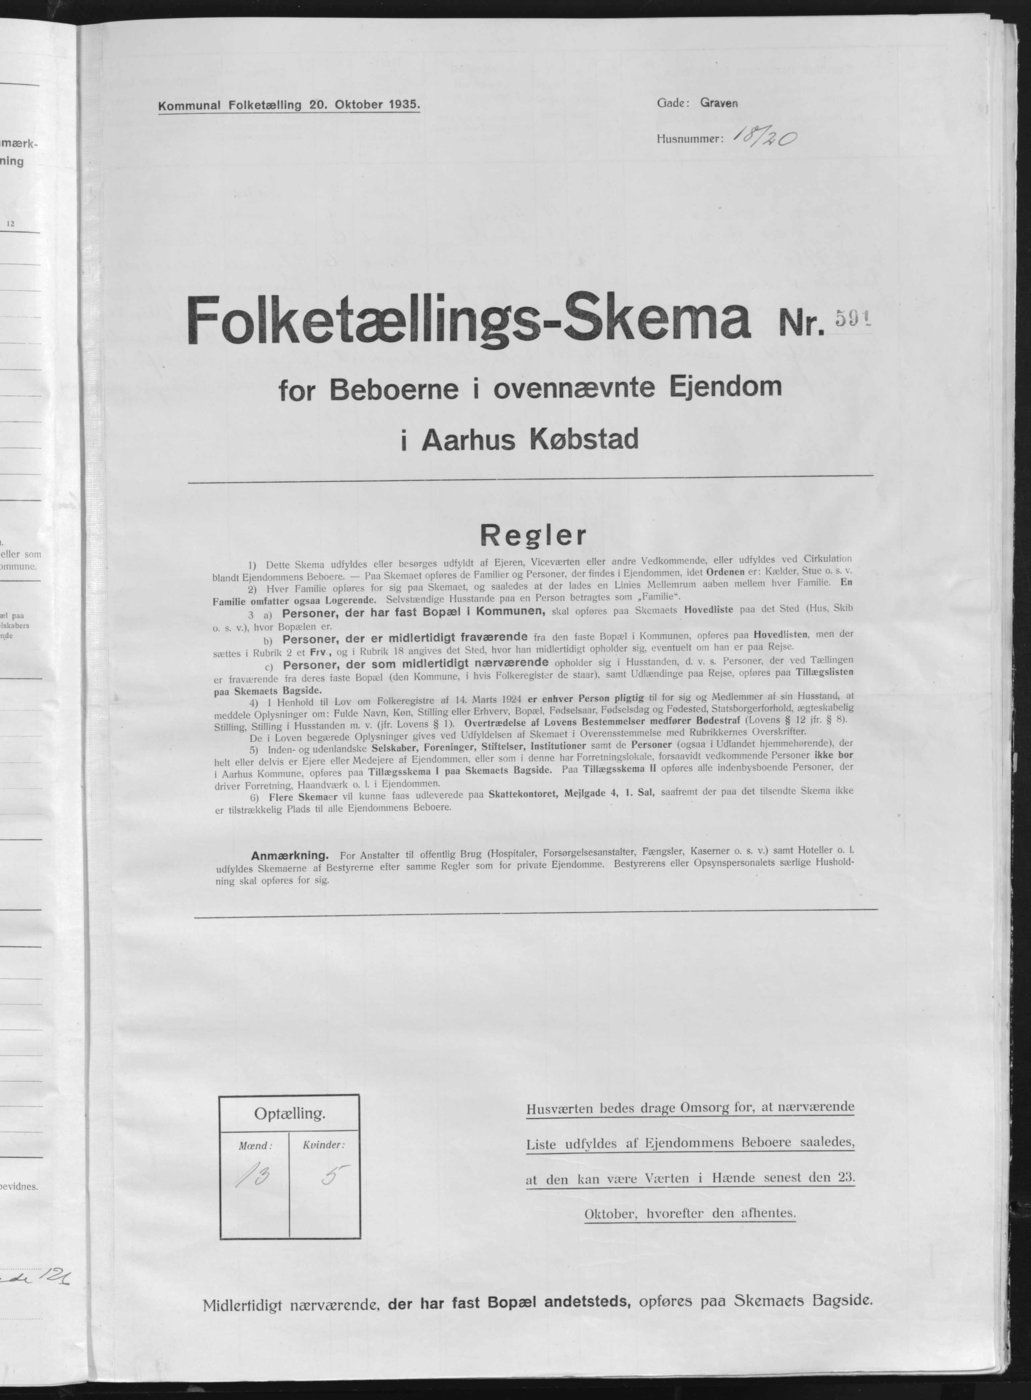 mærk-
ning
12
eller som
ommune.
æl paa
elskabers
ende
bevidnes.
de 126
Kommunal Folketælling 20. Oktober 1935.
Gade: Graven
Husnummer: 18/20
Folketællings-Skema Nr. 591
for Beboerne i ovennævnte Ejendom
i Aarhus Købstad
Regler
1) Dette Skema udfyldes eller besørges udfyldt af Ejeren, Viceværten eller andre Vedkommende, eller udfyldes ved Cirkulation
blandt Ejendommens Beboere. — Paa Skemaet opføres de Familier og Personer, der findes i Ejendommen, idet Ordenen er: Kælder, Stue o. s. v.
2) Hver Familie opføres for sig paa Skemaet, og saaledes at der lades en Linies Mellemrum aaben mellem hver Familie. En
Familie omfatter ogsaa Logerende. Selvstændige Husstande paa en Person betragtes som „Familie“.
3 a) Personer, der har fast Bopæl i Kommunen, skal opføres paa Skemaets Hovedliste paa det Sted (Hus, Skib
o. s. v.), hvor Bopælen er.
b) Personer, der er midlertidigt fraværende fra den faste Bopæl i Kommunen, opføres paa Hovedlisten, men der
sættes i Rubrik 2 et Frv, og i Rubrik 18 angives det Sted, hvor han midlertidigt opholder sig, eventuelt om han er paa Rejse.
c) Personer, der som midlertidigt nærværende opholder sig i Husstanden, d. v. s. Personer, der ved Tællingen
er fraværende fra deres faste Bopæl (den Kommune, i hvis Folkeregister de staar), samt Udlændinge paa Rejse, opføres paa Tillægslisten
paa Skemaets Bagside.
4) I Henhold til Lov om Folkeregistre af 14. Marts 1924 er enhver Person pligtig til for sig og Medlemmer af sin Husstand, at
meddele Oplysninger om: Fulde Navn, Køn, Stilling eller Erhverv, Bopæl, Fødselsaar, Fødselsdag og Fødested, Statsborgerforhold, ægteskabelig
Stilling, Stilling i Husstanden m. v. (jfr. Lovens § 1). Overtrædelse af Lovens Bestemmelser medfører Bødestraf (Lovens § 12 jfr. § 8).
De i Loven begærede Oplysninger gives ved Udfyldelsen af Skemaet i Overensstemmelse med Rubrikkernes Overskrifter.
5) Inden- og udenlandske Selskaber, Foreninger, Stiftelser, Institutioner samt de Personer (ogsaa i Udlandet hjemmehørende), der
helt eller delvis er Ejere eller Medejere af Ejendommen, eller som i denne har Forretningslokale, forsaavidt vedkommende Personer ikke bor
i Aarhus Kommune, opføres paa Tillægsskema I paa Skemaets Bagside. Paa Tillægsskema II opføres alle indenbysboende Personer, der
driver Forretning, Haandværk o. l. i Ejendommen.
6) Flere Skemaer vil kunne faas udleverede paa Skattekontoret, Mejlgade 4, 1. Sal, saafremt der paa det tilsendte Skema ikke
er tilstrækkelig Plads til alle Ejendommens Beboere.
Anmærkning. For Anstalter til offentlig Brug (Hospitaler, Forsørgelsesanstalter, Fængsler, Kaserner o. s. v.) samt Hoteller o. l.
udfyldes Skemaerne af Bestyrerne efter samme Regler som for private Ejendomme. Bestyrerens eller Opsynspersonalets særlige Hushold-
ning skal opføres for sig.
Optælling.
Mænd: Kvinder:
13 5
Husværten bedes drage Omsorg for, at nærværende
Liste udfyldes af Ejendommens Beboere saaledes,
at den kan være Værten i Hænde senest den 23.
Oktober, hvorefter den afhentes.
Midlertidigt nærværende, der har fast Bopæl andetsteds, opføres paa Skemaets Bagside.